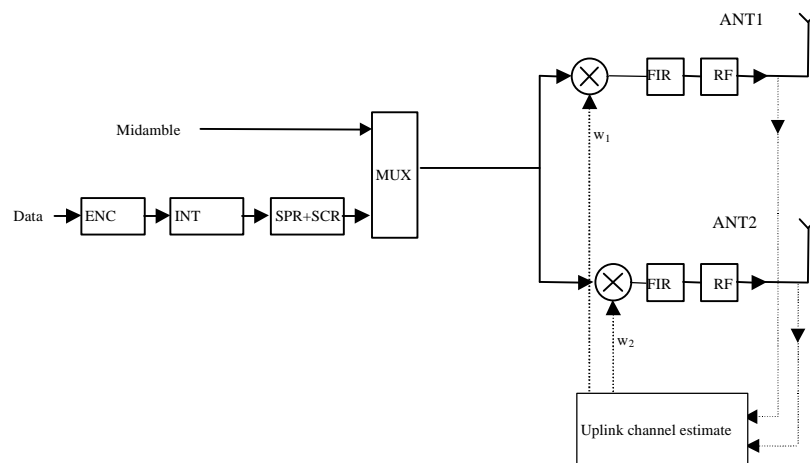 ANT1
FIR
RF
Midamble
w1
MUX
Data
ENC
INT
SPR+SCR
ANT2
FIR
RF
w2
Uplink channel estimate